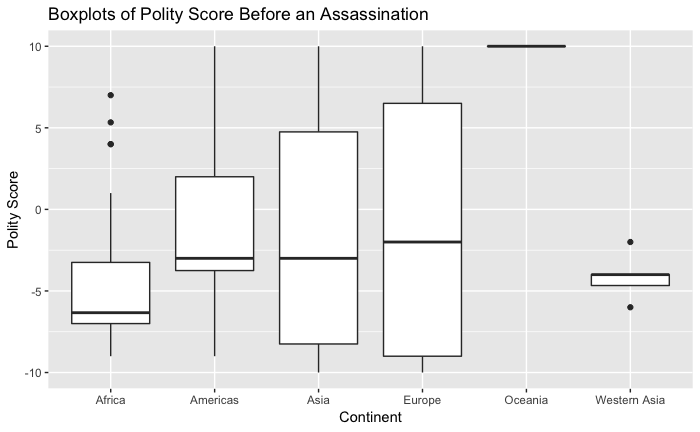 Boxplots of Polity Score Before an Assassination
Polity Score
10
5
0
-5
-10
Africa Americas Asia Europe Oceania Western Asia
Continent